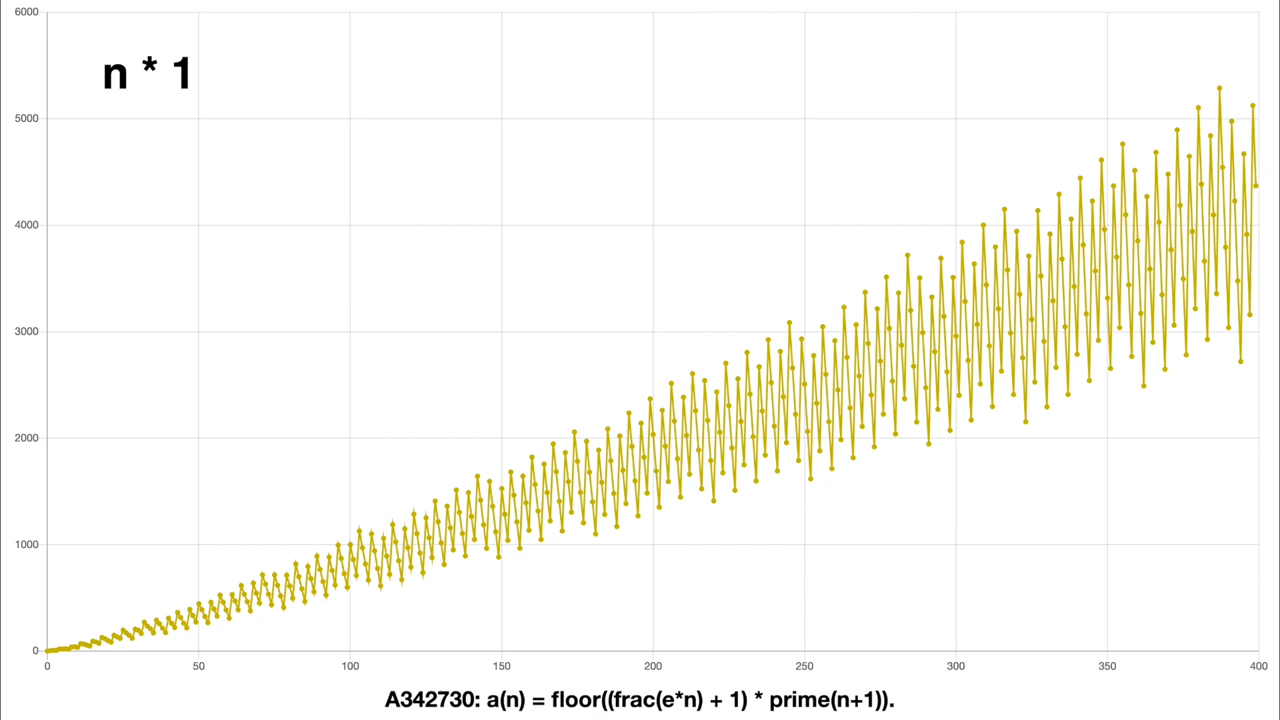 6000
n * 1
5000
4000
3000
2000
1000
0
0 50 100 150 200 250 300 350 400
A342730: a(n) = floor((frac(e*n) + 1) * prime(n+1)).